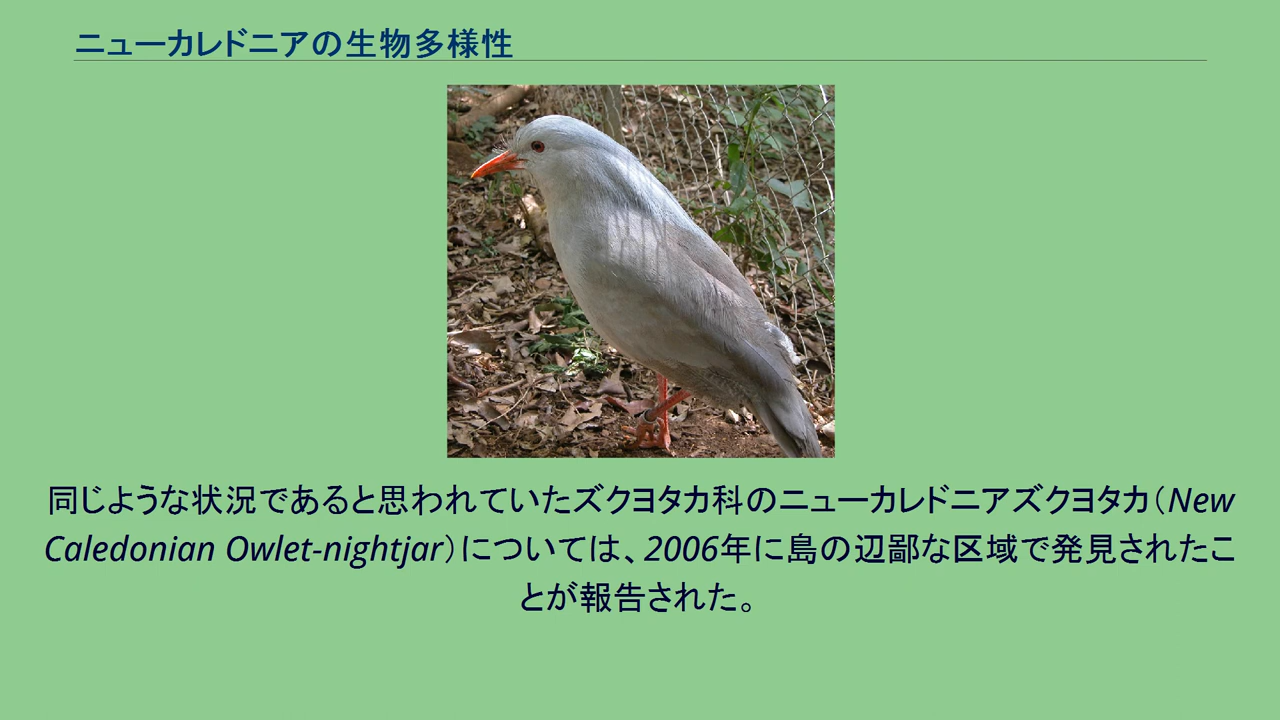 ニューカレドニアの生物多様性
同じような状況であると思われていたズクヨタカ科のニューカレドニアズクヨタカ（New
Caledonian Owlet-nightjar）については、2006年に島の辺鄙な区域で発見されたこ
とが報告された。